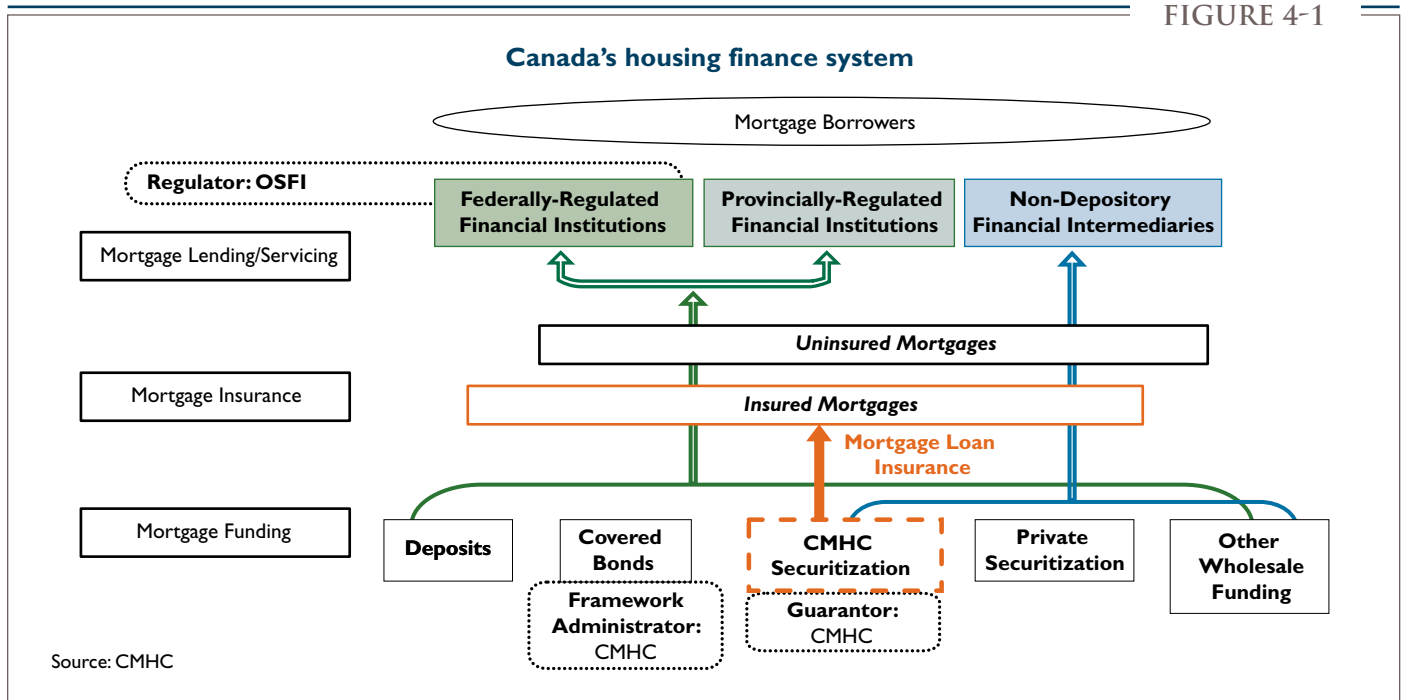 FIGURE 4-1
Canada's housing finance system
Mortgage Borrowers
Regulator: OSFI
Federally-Regulated
Financial Institutions
Provincially-Regulated
Financial Institutions
Non-Depository
Financial Intermediaries
Mortgage Lending/Servicing
Uninsured Mortgages
Mortgage Insurance
Insured Mortgages
Mortgage Loan
Insurance
Mortgage Funding
Deposits
Covered
Bonds
Framework
Administrator:
CMHC
CMHC
Securitization
Guarantor:
CMHC
Private
Securitization
Other
Wholesale
Funding
Source: CMHC